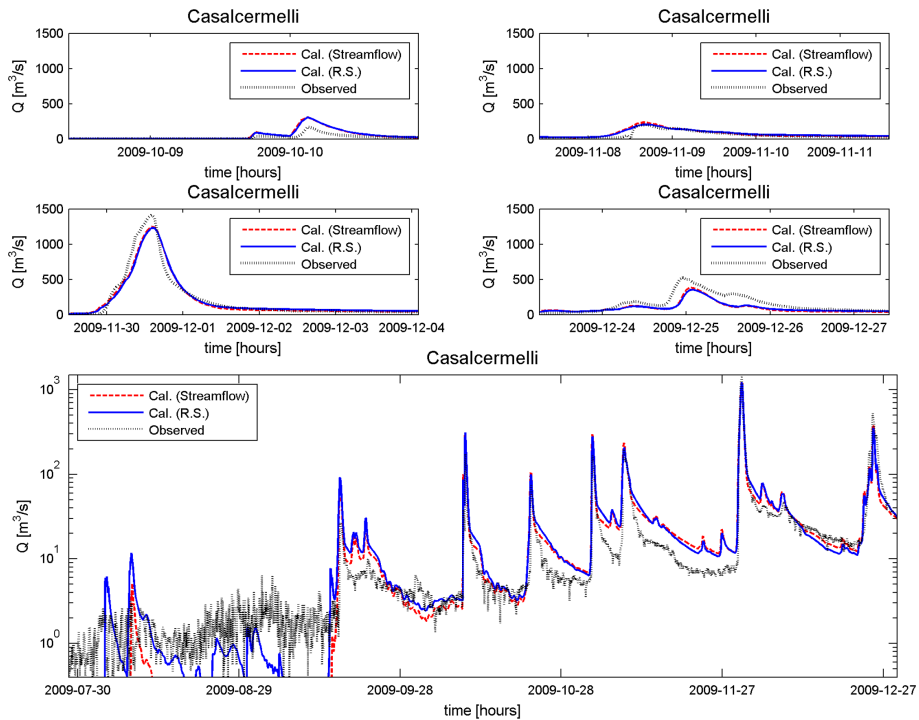 Casalcermelli
1500
1000
500
0
Q [m³/s]
Cal. (Streamflow)
Cal. (R.S.)
Observed
2009-10-09
2009-10-10
time [hours]
Casalcermelli
1500
1000
500
0
Q [m³/s]
Cal. (Streamflow)
Cal. (R.S.)
Observed
2009-11-08
2009-11-09
2009-11-10
2009-11-11
time [hours]
Casalcermelli
1500
1000
500
0
Q [m³/s]
Cal. (Streamflow)
Cal. (R.S.)
Observed
2009-11-30
2009-12-01
2009-12-02
2009-12-03
2009-12-04
time [hours]
Casalcermelli
1500
1000
500
0
Q [m³/s]
Cal. (Streamflow)
Cal. (R.S.)
Observed
2009-12-24
2009-12-25
2009-12-26
2009-12-27
time [hours]
Casalcermelli
10³
10²
10¹
10⁰
Q [m³/s]
Cal. (Streamflow)
Cal. (R.S.)
Observed
2009-07-30
2009-08-29
2009-09-28
2009-10-28
2009-11-27
2009-12-27
time [hours]